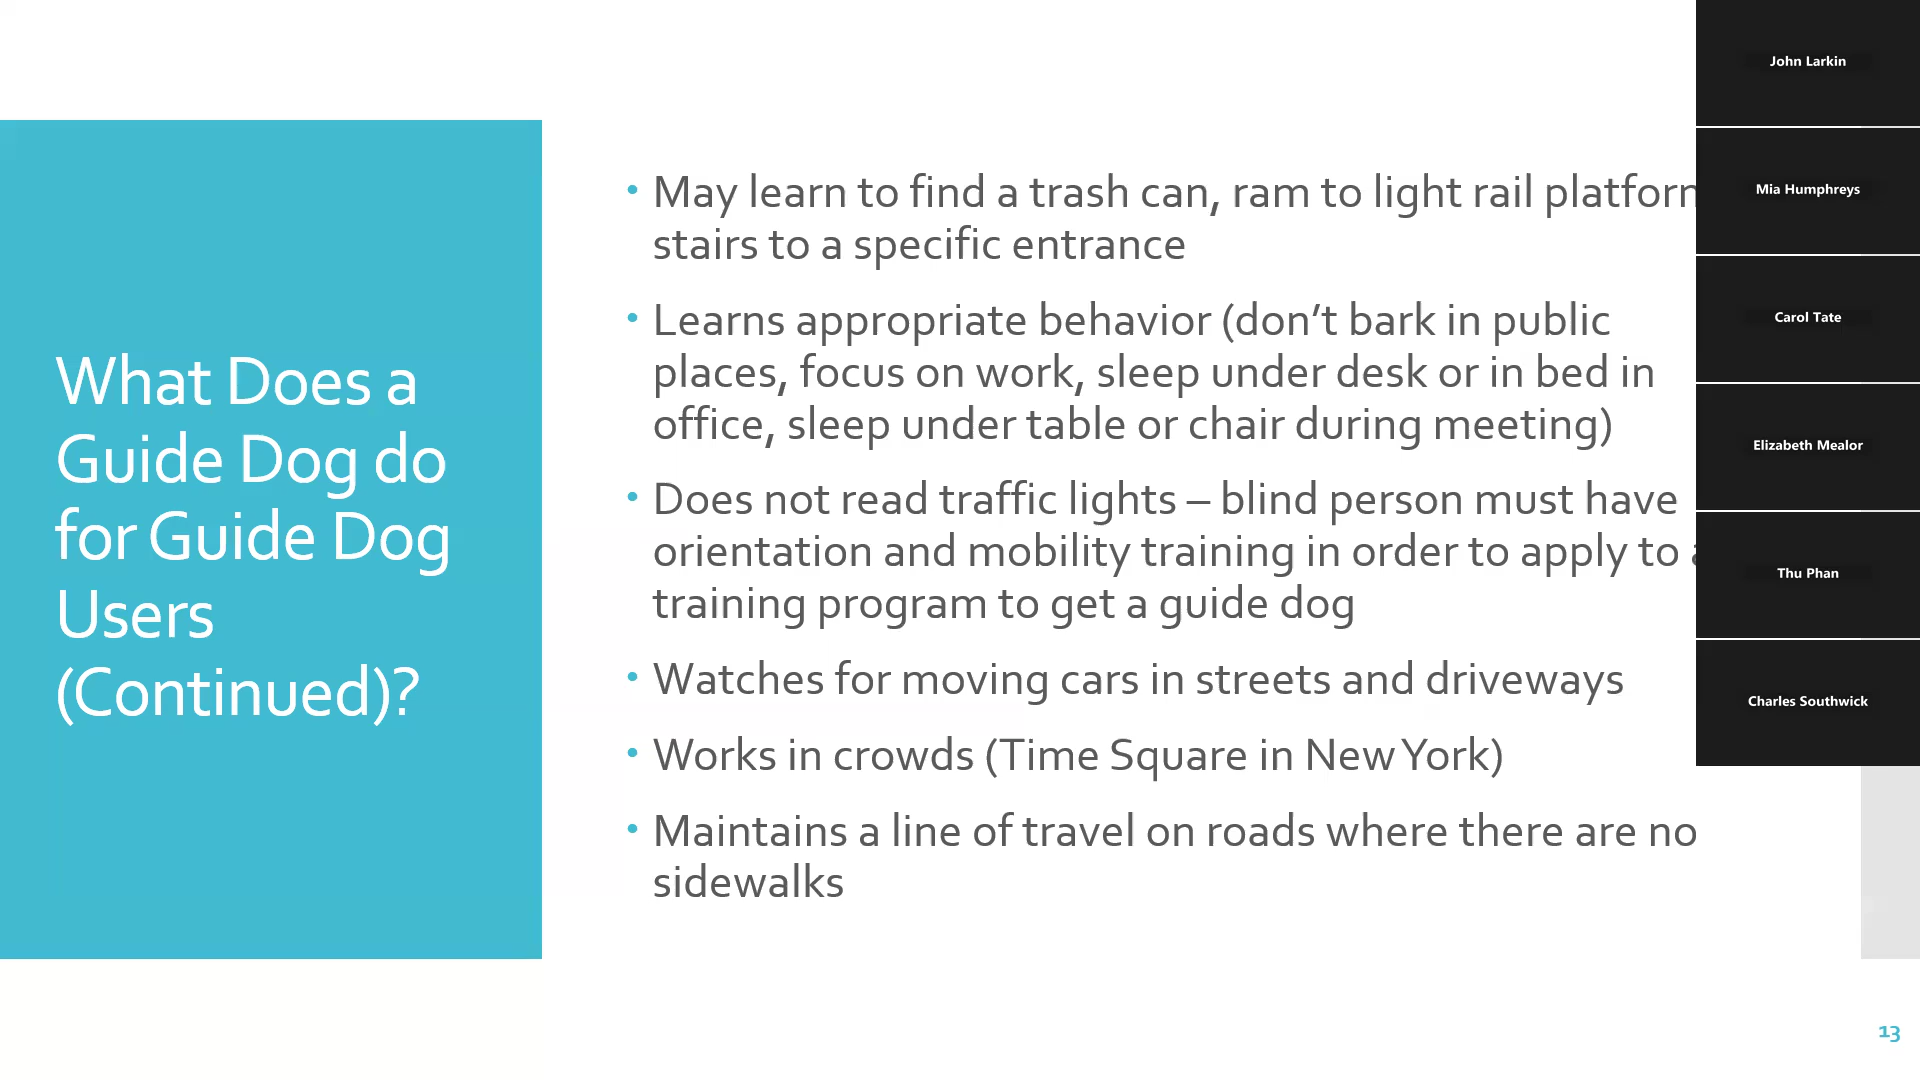 What Does a
Guide Dog do
for Guide Dog
Users
(Continued)?
• May learn to find a trash can, ram to light rail
stairs to a specific entrance
• Learns appropriate behavior (don’t bark in public
places, focus on work, sleep under desk or in bed in
office, sleep under table or chair during meeting)
• Does not read traffic lights – blind person must have
orientation and mobility training in order to apply to
training program to get a guide dog
• Watches for moving cars in streets and driveways
• Works in crowds (Time Square in New York)
• Maintains a line of travel on roads where there are no
sidewalks
John Larkin
Mia Humphreys
Carol Tate
Elizabeth Mealor
Thu Phan
Charles Southwick
13